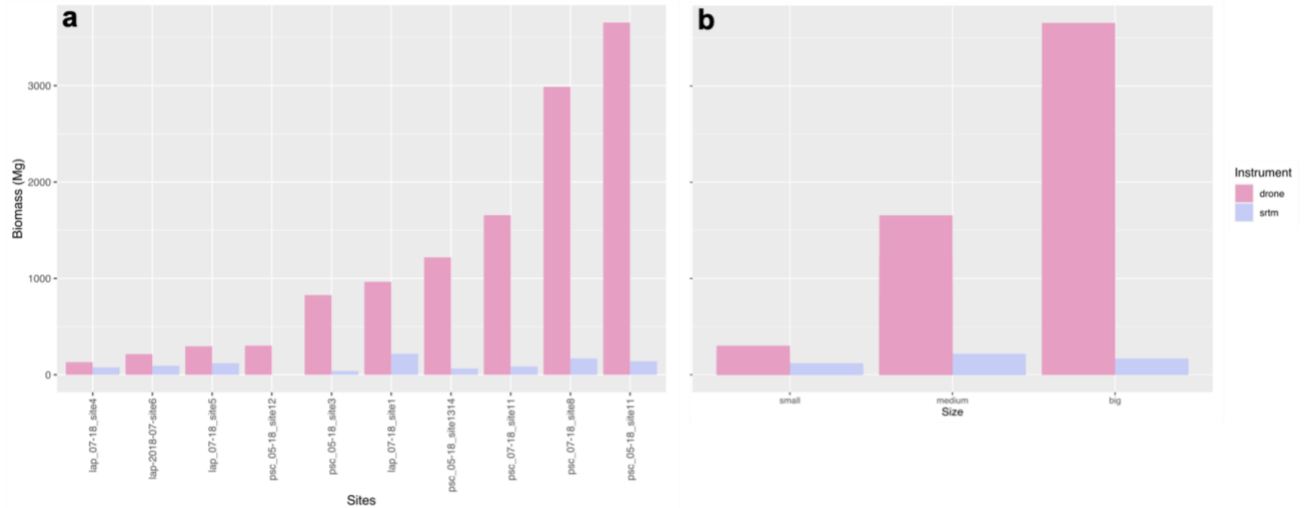 a
b
3000
2000
1000
0
Biomass (Mg)
lap_07-18_site4
lap-2018-07-site6
lap_07-18_site5
psc_05-18_site12
psc_05-18_site3
lap_07-18_site1
psc_05-18_site1314
psc_07-18_site11
psc_07-18_site8
psc_05-18_site11
Sites
small
medium
big
Size
Instrument
drone
srtm